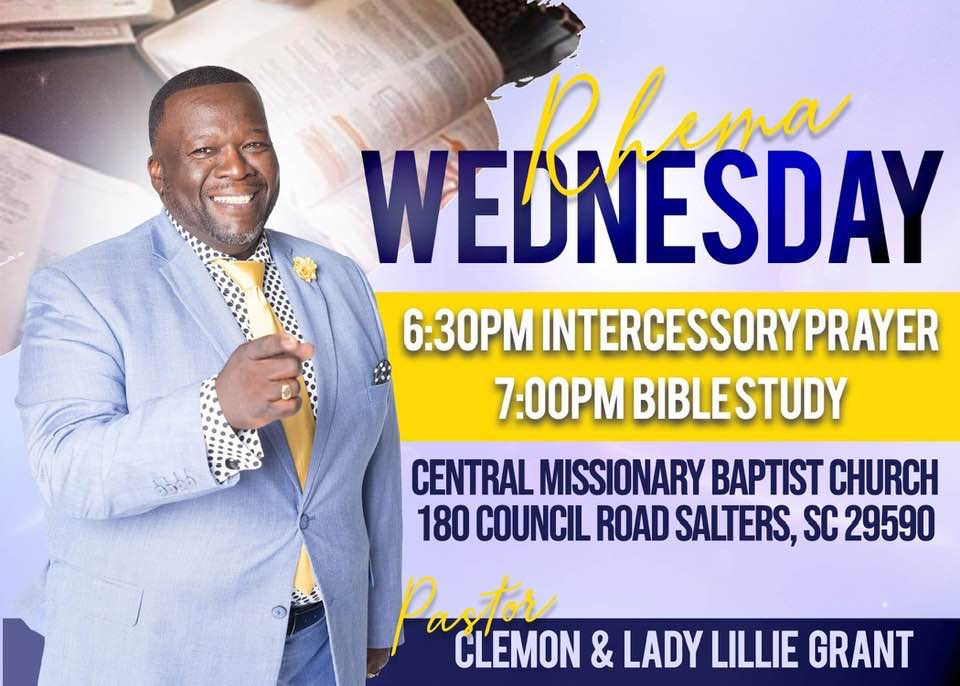 Rhema
WEDNESDAY
6:30PM INTERCESSORY PRAYER
7:00PM BIBLE STUDY
CENTRAL MISSIONARY BAPTIST CHURCH
180 COUNCIL ROAD SALTERS, SC 29590
Pastor
CLEMON & LADY LILLIE GRANT